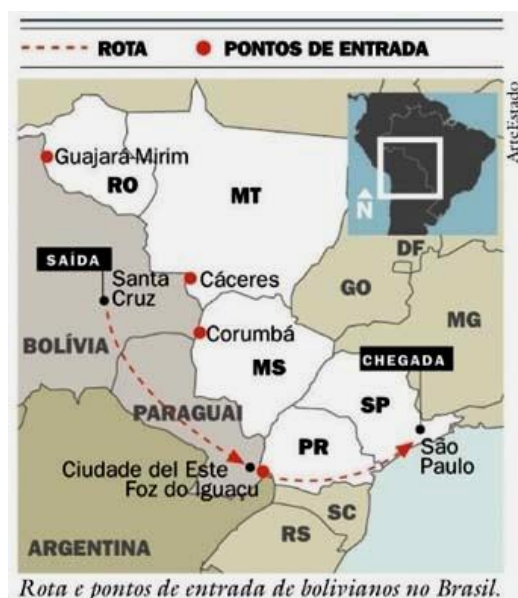 ROTA
PONTOS DE ENTRADA
ArteEstado
N
Guajará-Mirim
RO
MT
DF
SAÍDA
Santa
Cruz
Cáceres
GO
Corumbá
MG
BOLÍVIA
MS
CHEGADA
PARAGUAI
SP
PR
São
Paulo
Ciudade del Este
Foz do Iguaçu
SC
RS
ARGENTINA
Rota e pontos de entrada de bolivianos no Brasil.